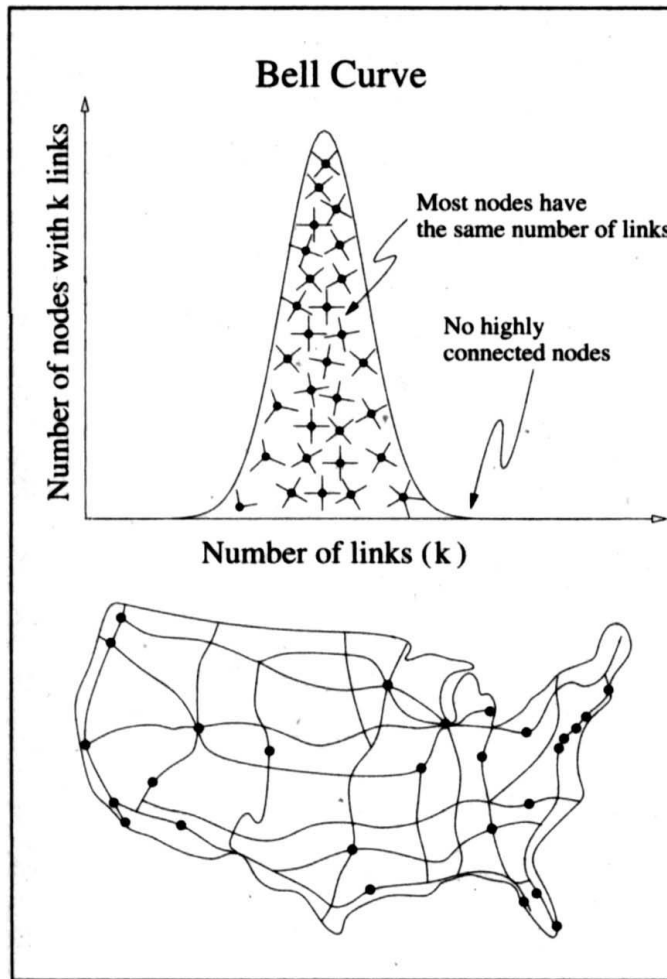 Bell Curve
Number of nodes with k links
Most nodes have
the same number of links
No highly
connected nodes
Number of links (k)